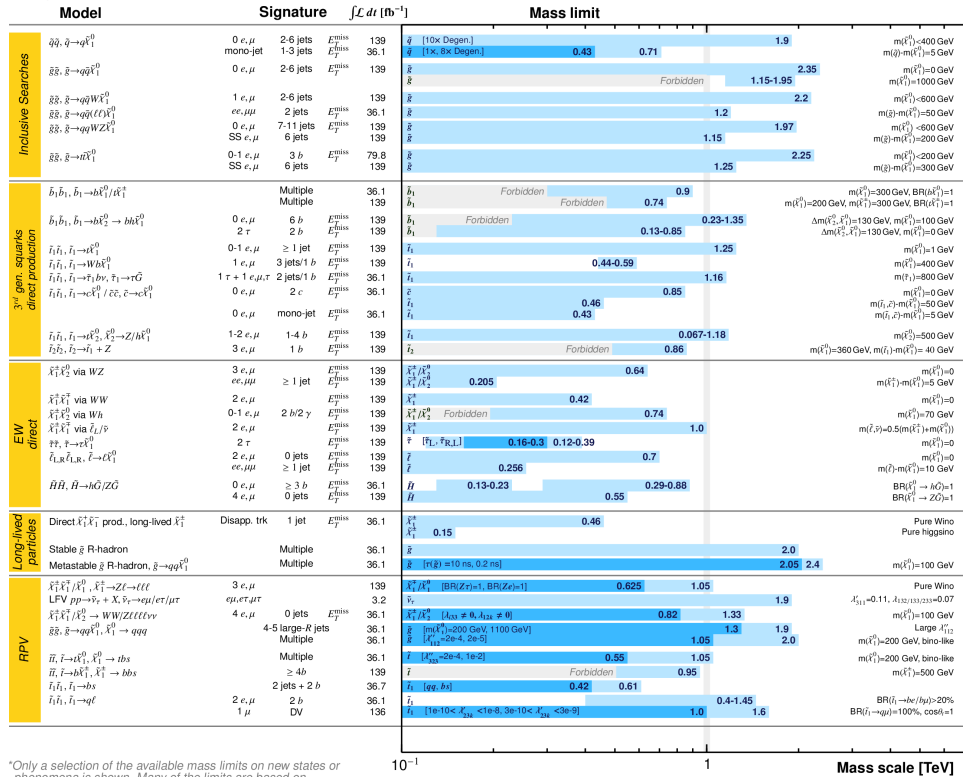 Model Signature ∫ℒ dt [fb⁻¹] Mass limit
Inclusive Searches
q̃q̃, q̃→qχ̃⁰₁ 0 e, μ 2-6 jets E_T^miss 139 q̃ [10× Degen.] 1.9 m(χ̃⁰₁)<400 GeV
mono-jet 1-3 jets E_T^miss 36.1 q̃ [1×, 8× Degen.] 0.43 0.71 m(q̃)-m(χ̃⁰₁)=5 GeV
g̃g̃, g̃→qq̄χ̃⁰₁ 0 e, μ 2-6 jets E_T^miss 139 g̃ 2.35 m(χ̃⁰₁)=0 GeV
g̃ Forbidden 1.15-1.95 m(χ̃⁰₁)=1000 GeV
g̃g̃, g̃→qq̄Wχ̃⁰₁ 1 e, μ 2-6 jets 139 g̃ 2.2 m(χ̃⁰₁)<600 GeV
g̃g̃, g̃→qq̄(ℓℓ)χ̃⁰₁ ee, μμ 2 jets E_T^miss 36.1 g̃ 1.2 m(g̃)-m(χ̃⁰₁)=50 GeV
g̃g̃, g̃→qqWZχ̃⁰₁ 0 e, μ 7-11 jets E_T^miss 139 g̃ 1.97 m(χ̃⁰₁) <600 GeV
SS e, μ 6 jets 139 g̃ 1.15 m(g̃)-m(χ̃⁰₁)=200 GeV
g̃g̃, g̃→tt̄χ̃⁰₁ 0-1 e, μ 3 b E_T^miss 79.8 g̃ 2.25 m(χ̃⁰₁)<200 GeV
SS e, μ 6 jets 139 g̃ 1.25 m(g̃)-m(χ̃⁰₁)=300 GeV
3ʳᵈ gen. squarks
direct production
b̃₁b̃₁, b̃₁→bχ̃⁰₁/tχ̃±₁ Multiple 36.1 b̃₁ Forbidden 0.9 m(χ̃⁰₁)=300 GeV, BR(bχ̃⁰₁)=1
Multiple 139 b̃₁ Forbidden 0.74 m(χ̃⁰₁)=200 GeV, m(χ̃±₁)=300 GeV, BR(tχ̃±₁)=1
b̃₁b̃₁, b̃₁→bχ̃⁰₂ → bhχ̃⁰₁ 0 e, μ 6 b E_T^miss 139 b̃₁ Forbidden 0.23-1.35 Δm(χ̃⁰₂, χ̃⁰₁)=130 GeV, m(χ̃⁰₁)=100 GeV
2 τ 2 b E_T^miss 139 b̃₁ 0.13-0.85 Δm(χ̃⁰₂, χ̃⁰₁)=130 GeV, m(χ̃⁰₁)=0 GeV
t̃₁t̃₁, t̃₁→tχ̃⁰₁ 0-1 e, μ ≥ 1 jet E_T^miss 139 t̃₁ 1.25 m(χ̃⁰₁)=1 GeV
t̃₁t̃₁, t̃₁→Wbχ̃⁰₁ 1 e, μ 3 jets/1 b E_T^miss 139 t̃₁ 0.44-0.59 m(χ̃⁰₁)=400 GeV
t̃₁t̃₁, t̃₁→τ̃₁bν, τ̃₁→τG̃ 1 τ + 1 e,μ,τ 2 jets/1 b E_T^miss 36.1 t̃₁ 1.16 m(τ̃₁)=800 GeV
t̃₁t̃₁, t̃₁→cχ̃⁰₁ / c̃c̃, c̃→cχ̃⁰₁ 0 e, μ 2 c E_T^miss 36.1 c̃ 0.85 m(χ̃⁰₁)=0 GeV
t̃₁ 0.46 m(t̃₁,c̃)-m(χ̃⁰₁)=50 GeV
0 e, μ mono-jet E_T^miss 36.1 t̃₁ 0.43 m(t̃₁,c̃)-m(χ̃⁰₁)=5 GeV
t̃₁t̃₁, t̃₁→tχ̃⁰₂, χ̃⁰₂→Z/hχ̃⁰₁ 1-2 e, μ 1-4 b E_T^miss 139 t̃₁ 0.067-1.18 m(χ̃⁰₂)=500 GeV
t̃₂t̃₂, t̃₂→t̃₁ + Z 3 e, μ 1 b E_T^miss 139 t̃₂ Forbidden 0.86 m(χ̃⁰₁)=360 GeV, m(t̃₁)-m(χ̃⁰₁)= 40 GeV
EW
direct
χ̃±₁χ̃⁰₂ via WZ 3 e, μ E_T^miss 139 χ̃±₁/χ̃⁰₂ 0.64 m(χ̃⁰₁)=0
ee, μμ ≥ 1 jet E_T^miss 139 χ̃±₁/χ̃⁰₂ 0.205 m(χ̃±₁)-m(χ̃⁰₁)=5 GeV
χ̃±₁χ̃∓₁ via WW 2 e, μ E_T^miss 139 χ̃±₁ 0.42 m(χ̃⁰₁)=0
χ̃±₁χ̃⁰₂ via Wh 0-1 e, μ 2 b/2 γ E_T^miss 139 χ̃±₁/χ̃⁰₂ Forbidden 0.74 m(χ̃⁰₁)=70 GeV
χ̃±₁χ̃∓₁ via ℓ̃_L/ν̃ 2 e, μ E_T^miss 139 χ̃±₁ 1.0 m(ℓ̃,ν̃)=0.5(m(χ̃±₁)+m(χ̃⁰₁))
τ̃τ̃, τ̃→τχ̃⁰₁ 2 τ E_T^miss 139 τ̃ [τ̃_L, τ̃_R,L] 0.16-0.3 0.12-0.39 m(χ̃⁰₁)=0
ℓ̃_L,Rℓ̃_L,R, ℓ̃→ℓχ̃⁰₁ 2 e, μ 0 jets E_T^miss 139 ℓ̃ 0.7 m(χ̃⁰₁)=0
ee, μμ ≥ 1 jet E_T^miss 139 ℓ̃ 0.256 m(ℓ̃)-m(χ̃⁰₁)=10 GeV
H̃H̃, H̃→hG̃/ZG̃ 0 e, μ ≥ 3 b E_T^miss 36.1 H̃ 0.13-0.23 0.29-0.88 BR(χ̃⁰₁ → hG̃)=1
4 e, μ 0 jets E_T^miss 139 H̃ 0.55 BR(χ̃⁰₁ → ZG̃)=1
Long-lived
particles
Direct χ̃⁺₁χ̃⁻₁ prod., long-lived χ̃±₁ Disapp. trk 1 jet E_T^miss 36.1 χ̃±₁ 0.46 Pure Wino
χ̃±₁ 0.15 Pure higgsino
Stable g̃ R-hadron Multiple 36.1 g̃ 2.0
Metastable g̃ R-hadron, g̃→qqχ̃⁰₁ Multiple 36.1 g̃ [τ(g̃) =10 ns, 0.2 ns] 2.05 2.4 m(χ̃⁰₁)=100 GeV
RPV
χ̃±₁χ̃∓₁/χ̃⁰₁, χ̃±₁→Zℓ→ℓℓℓ 3 e, μ 139 χ̃∓₁/χ̃⁰₁ [BR(Zτ)=1, BR(Ze)=1] 0.625 1.05 Pure Wino
LFV pp→ν̃_τ + X, ν̃_τ→eμ/eτ/μτ eμ,eτ,μτ 3.2 ν̃_τ 1.9 λ′₃₁₁=0.11, λ₁₃₂/₁₃₃/₂₃₃=0.07
χ̃±₁χ̃∓₁/χ̃⁰₂ → WW/Zℓℓℓℓνν 4 e, μ 0 jets E_T^miss 36.1 χ̃±₁/χ̃⁰₂ [λᵢ₃₃ ≠ 0, λ₁₂ₖ ≠ 0] 0.82 1.33 m(χ̃⁰₁)=100 GeV
g̃g̃, g̃→qqχ̃⁰₁, χ̃⁰₁ → qqq 4-5 large-R jets 36.1 g̃ [m(χ̃⁰₁)=200 GeV, 1100 GeV] 1.3 1.9 Large λ″₁₁₂
Multiple 36.1 g̃ [λ″₁₁₂=2e-4, 2e-5] 1.05 2.0 m(χ̃⁰₁)=200 GeV, bino-like
t̃t̃, t̃→tχ̃⁰₁, χ̃⁰₁ → tbs Multiple 36.1 t̃ [λ″₃₂₃=2e-4, 1e-2] 0.55 1.05 m(χ̃⁰₁)=200 GeV, bino-like
t̃t̃, t̃→bχ̃±₁, χ̃±₁ → bbs ≥ 4b 139 t̃ Forbidden 0.95 m(χ̃±₁)=500 GeV
t̃₁t̃₁, t̃₁→bs 2 jets + 2 b 36.7 t̃₁ [qq, bs] 0.42 0.61
t̃₁t̃₁, t̃₁→qℓ 2 e, μ 2 b 36.1 t̃₁ 0.4-1.45 BR(t̃₁→be/bμ)>20%
1 μ DV 136 t̃₁ [1e-10< λ′₂₃ₖ <1e-8, 3e-10< λ′₂₃ₖ <3e-9] 1.0 1.6 BR(t̃₁→qμ)=100%, cosθₜ=1
10⁻¹ 1 Mass scale [TeV]
*Only a selection of the available mass limits on new states or
phenomena is shown. Many of the limits are based on